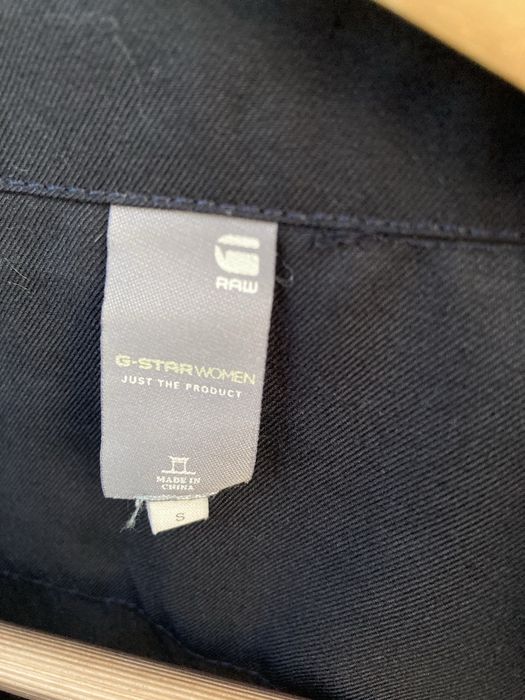 RAW
G-STAR WOMEN
JUST THE PRODUCT
MADE IN
CHINA
S